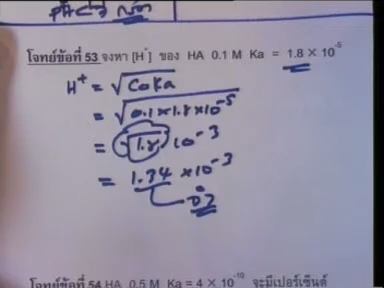 โจทย์ข้อที่ 53 จงหา [H⁺] ของ HA 0.1 M Ka = 1.8 × 10⁻⁵
H⁺ = √CoKa
= √0.1×1.8×10⁻⁵
= √1.8 10⁻³
= 1.34 × 10⁻³
โจทย์ข้อที่ 54 HA 0.5 M Ka = 4 × 10⁻¹⁰ จะมีเปอร์เซ็นต์